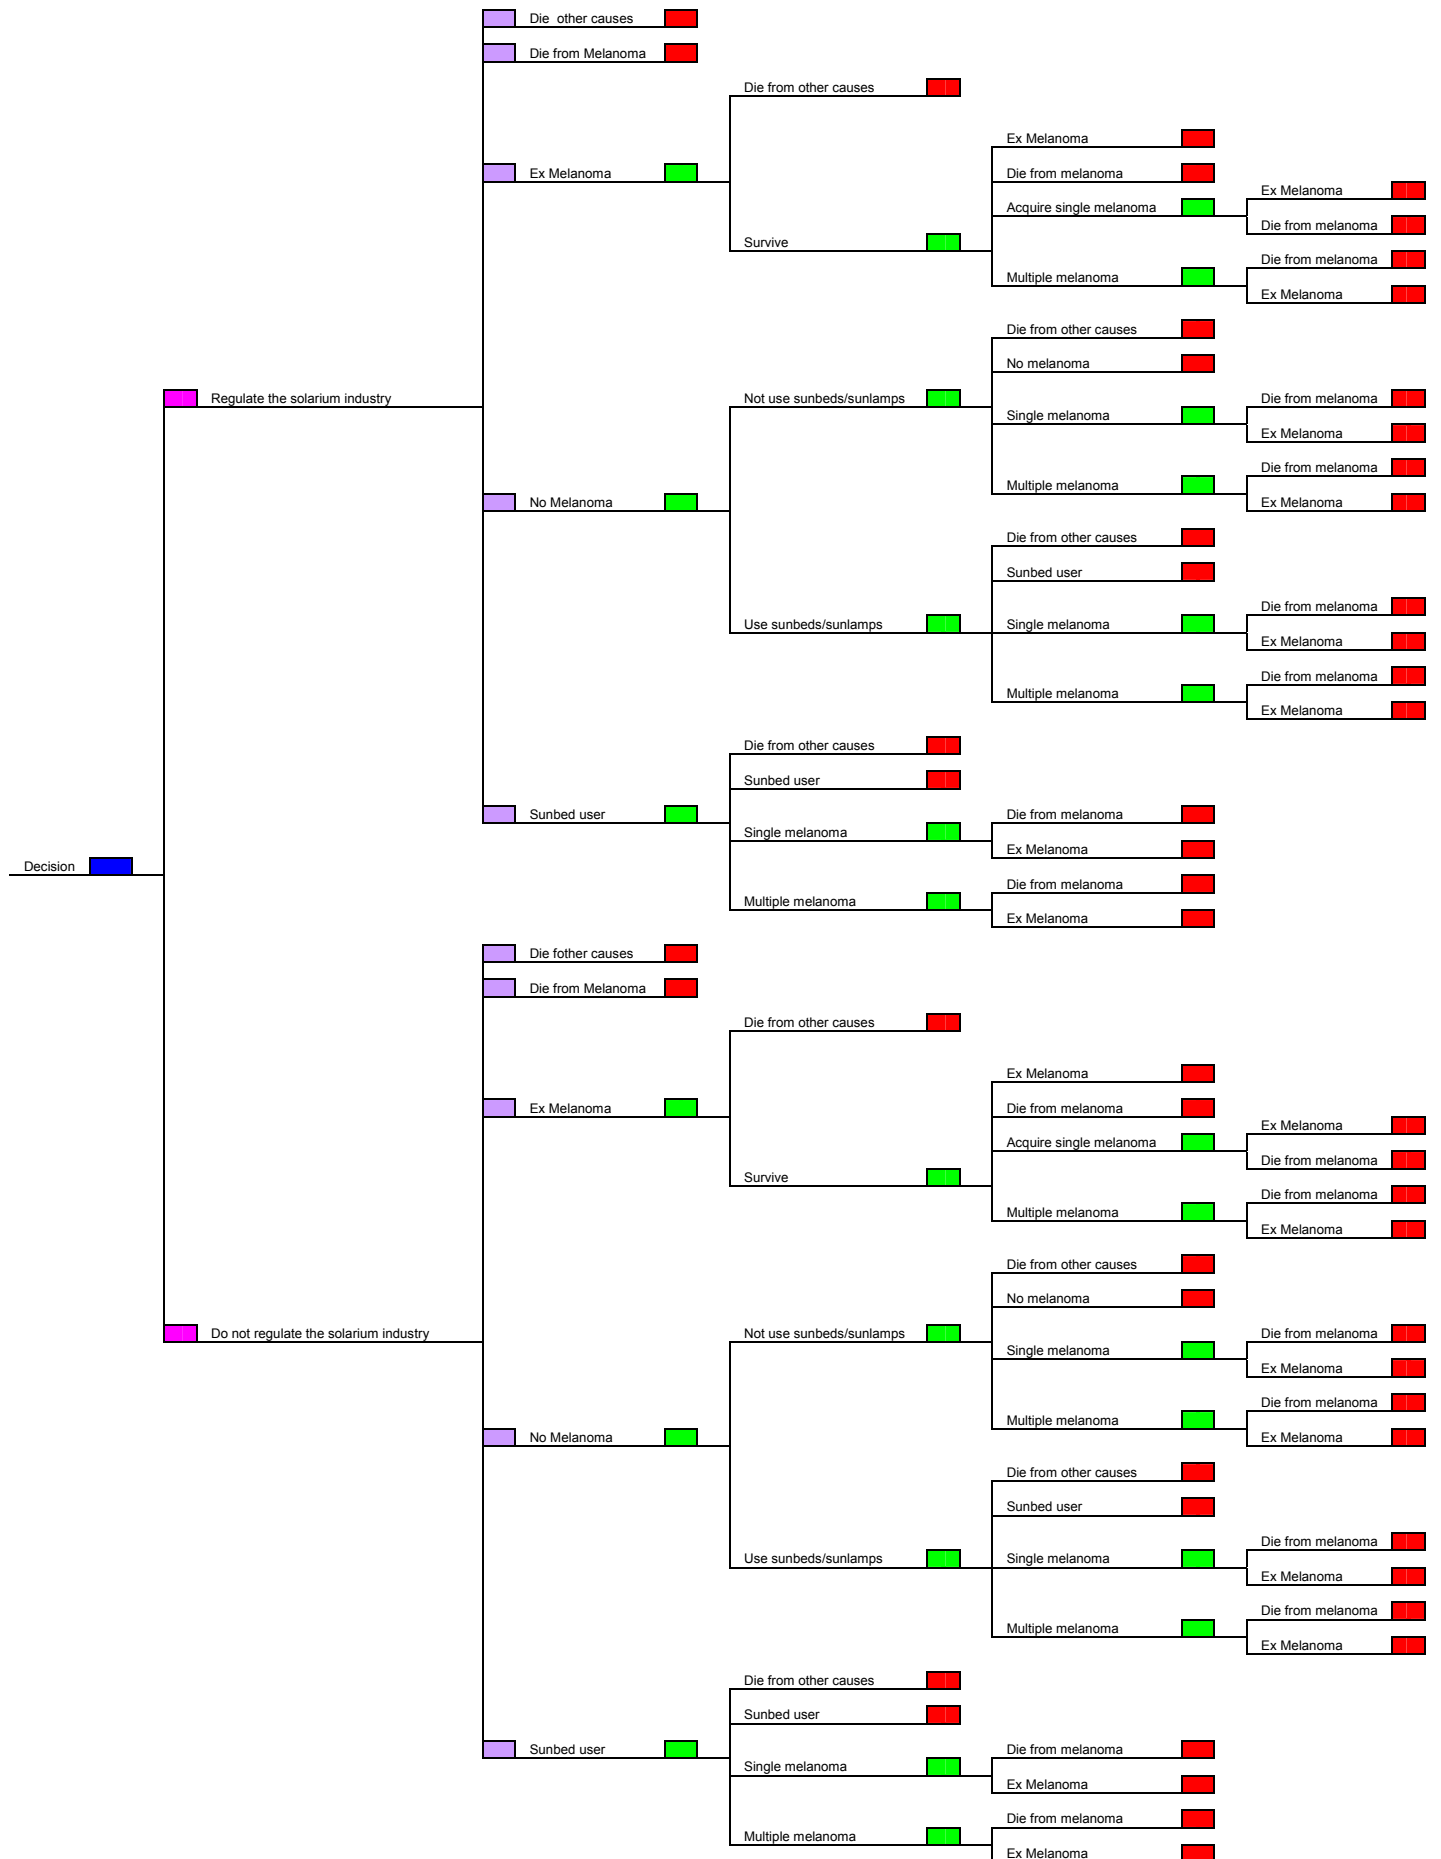 Die  other causes
Die from Melanoma
Die from other causes
Ex Melanoma
Die from melanoma
Ex Melanoma
Ex Melanoma
Acquire single melanoma
Die from melanoma
Survive
Die from melanoma
Multiple melanoma
Ex Melanoma
Die from other causes
No melanoma
Regulate the solarium industry
Not use sunbeds/sunlamps
Die from melanoma
Single melanoma
Ex Melanoma
Die from melanoma
Multiple melanoma
No Melanoma
Ex Melanoma
Die from other causes
Sunbed user
Die from melanoma
Use sunbeds/sunlamps
Single melanoma
Ex Melanoma
Die from melanoma
Multiple melanoma
Ex Melanoma
Die from other causes
Sunbed user
Sunbed user
Die from melanoma
Single melanoma
Ex Melanoma
Decision
Die from melanoma
Multiple melanoma
Ex Melanoma
Die fother causes
Die from Melanoma
Die from other causes
Ex Melanoma
Ex Melanoma
Die from melanoma
Ex Melanoma
Acquire single melanoma
Die from melanoma
Survive
Die from melanoma
Multiple melanoma
Ex Melanoma
Die from other causes
No melanoma
Do not regulate the solarium industry
Not use sunbeds/sunlamps
Die from melanoma
Single melanoma
Ex Melanoma
Die from melanoma
Multiple melanoma
No Melanoma
Ex Melanoma
Die from other causes
Sunbed user
Die from melanoma
Use sunbeds/sunlamps
Single melanoma
Ex Melanoma
Die from melanoma
Multiple melanoma
Ex Melanoma
Die from other causes
Sunbed user
Sunbed user
Die from melanoma
Single melanoma
Ex Melanoma
Die from melanoma
Multiple melanoma
Ex Melanoma